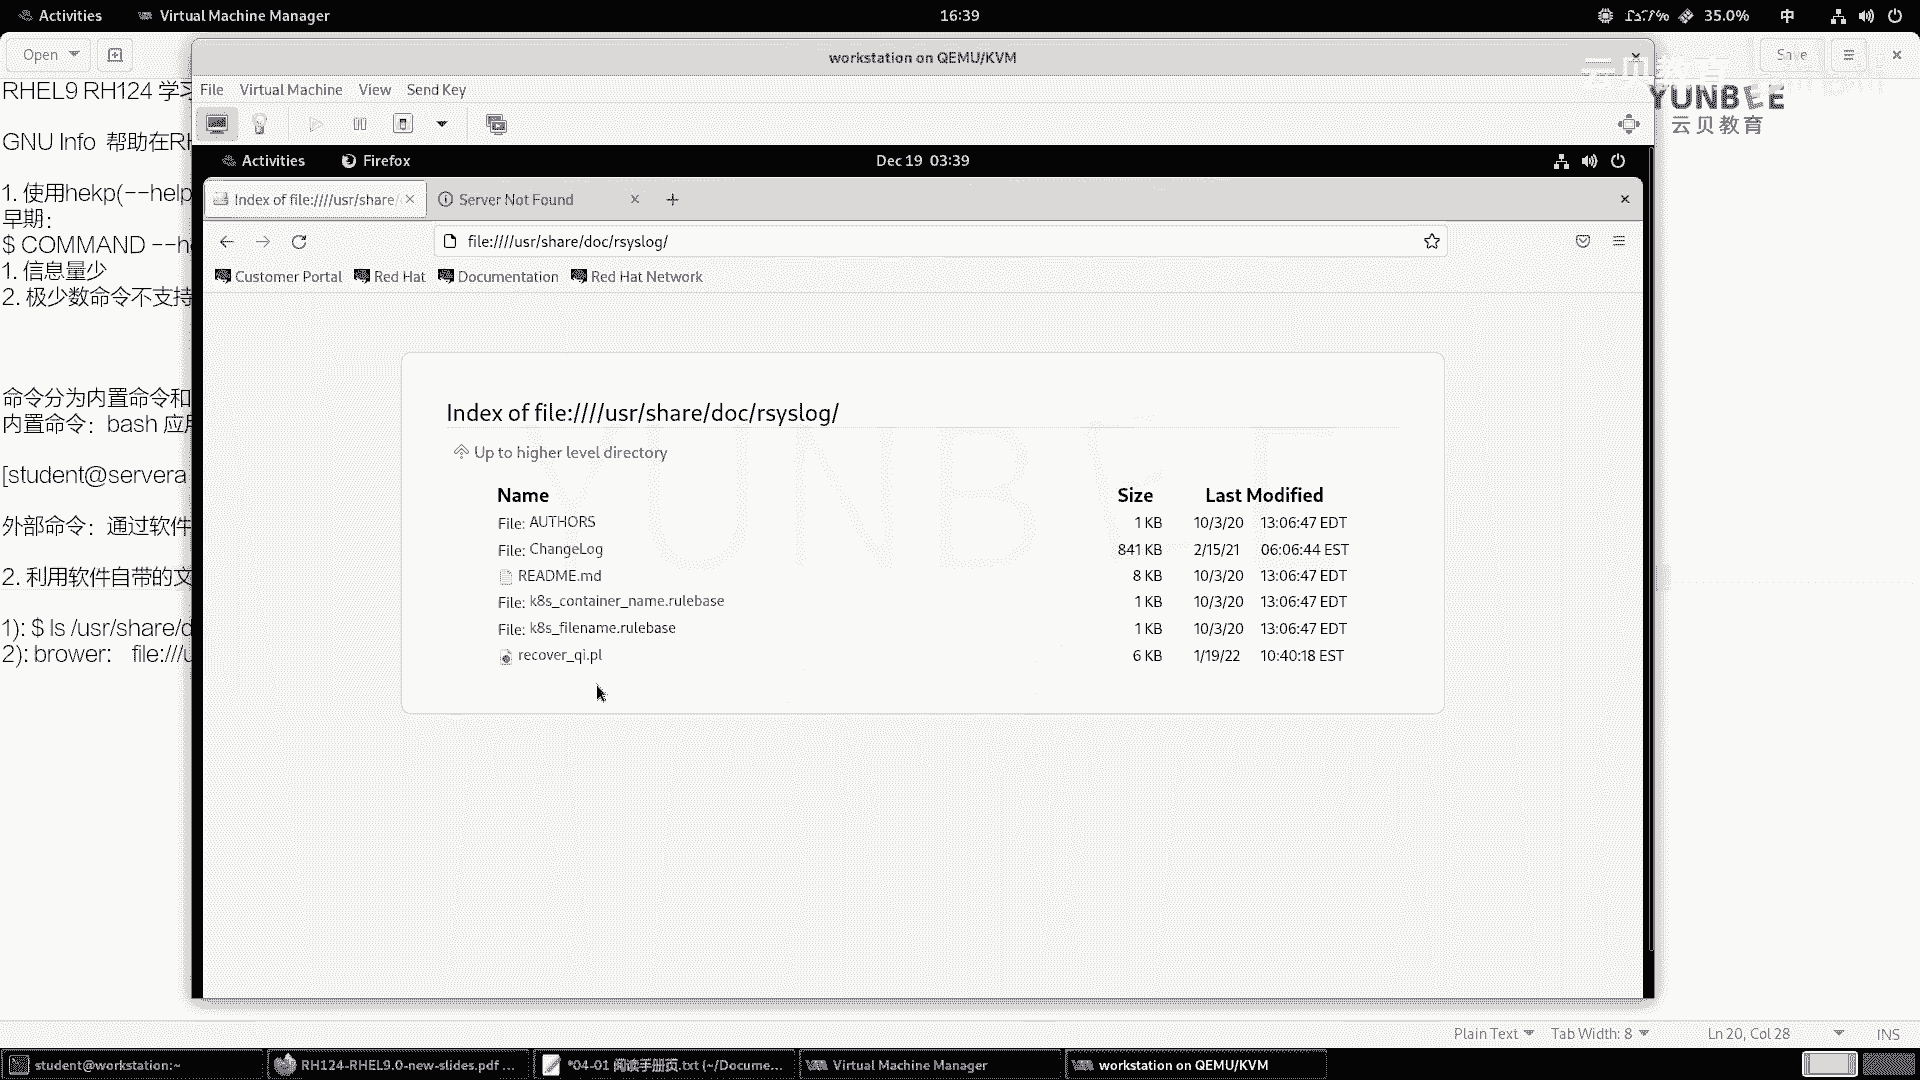 Activities Virtual Machine Manager 16:39 35.0% 中
Open Save
workstation on QEMU/KVM
云贝教育
YUNBEE
云贝教育
File Virtual Machine View Send Key
Activities Firefox Dec 19 03:39
Index of file:////usr/share/ Server Not Found
file:////usr/share/doc/rsyslog/
Customer Portal Red Hat Documentation Red Hat Network
Index of file:////usr/share/doc/rsyslog/
Up to higher level directory
Name Size Last Modified
File: AUTHORS 1 KB 10/3/20 13:06:47 EDT
File: ChangeLog 841 KB 2/15/21 06:06:44 EST
README.md 8 KB 10/3/20 13:06:47 EDT
File: k8s_container_name.rulebase 1 KB 10/3/20 13:06:47 EDT
File: k8s_filename.rulebase 1 KB 10/3/20 13:06:47 EDT
recover_qi.pl 6 KB 1/19/22 10:40:18 EST
YUNBEE
RHEL9 RH124 学习
GNU Info 帮助在RH
1. 使用hekp(--help
早期：
$ COMMAND --he
1. 信息量少
2. 极少数命令不支持
命令分为内置命令和
内置命令：bash 应用
[student@servera
外部命令：通过软件
2. 利用软件自带的文
1): $ ls /usr/share/d
2): brower: file:///u
Plain Text Tab Width: 8 Ln 20, Col 28 INS
student@workstation:~ RH124-RHEL9.0-new-slides.pdf ... *04-01 阅读手册页.txt (~/Docume... Virtual Machine Manager workstation on QEMU/KVM